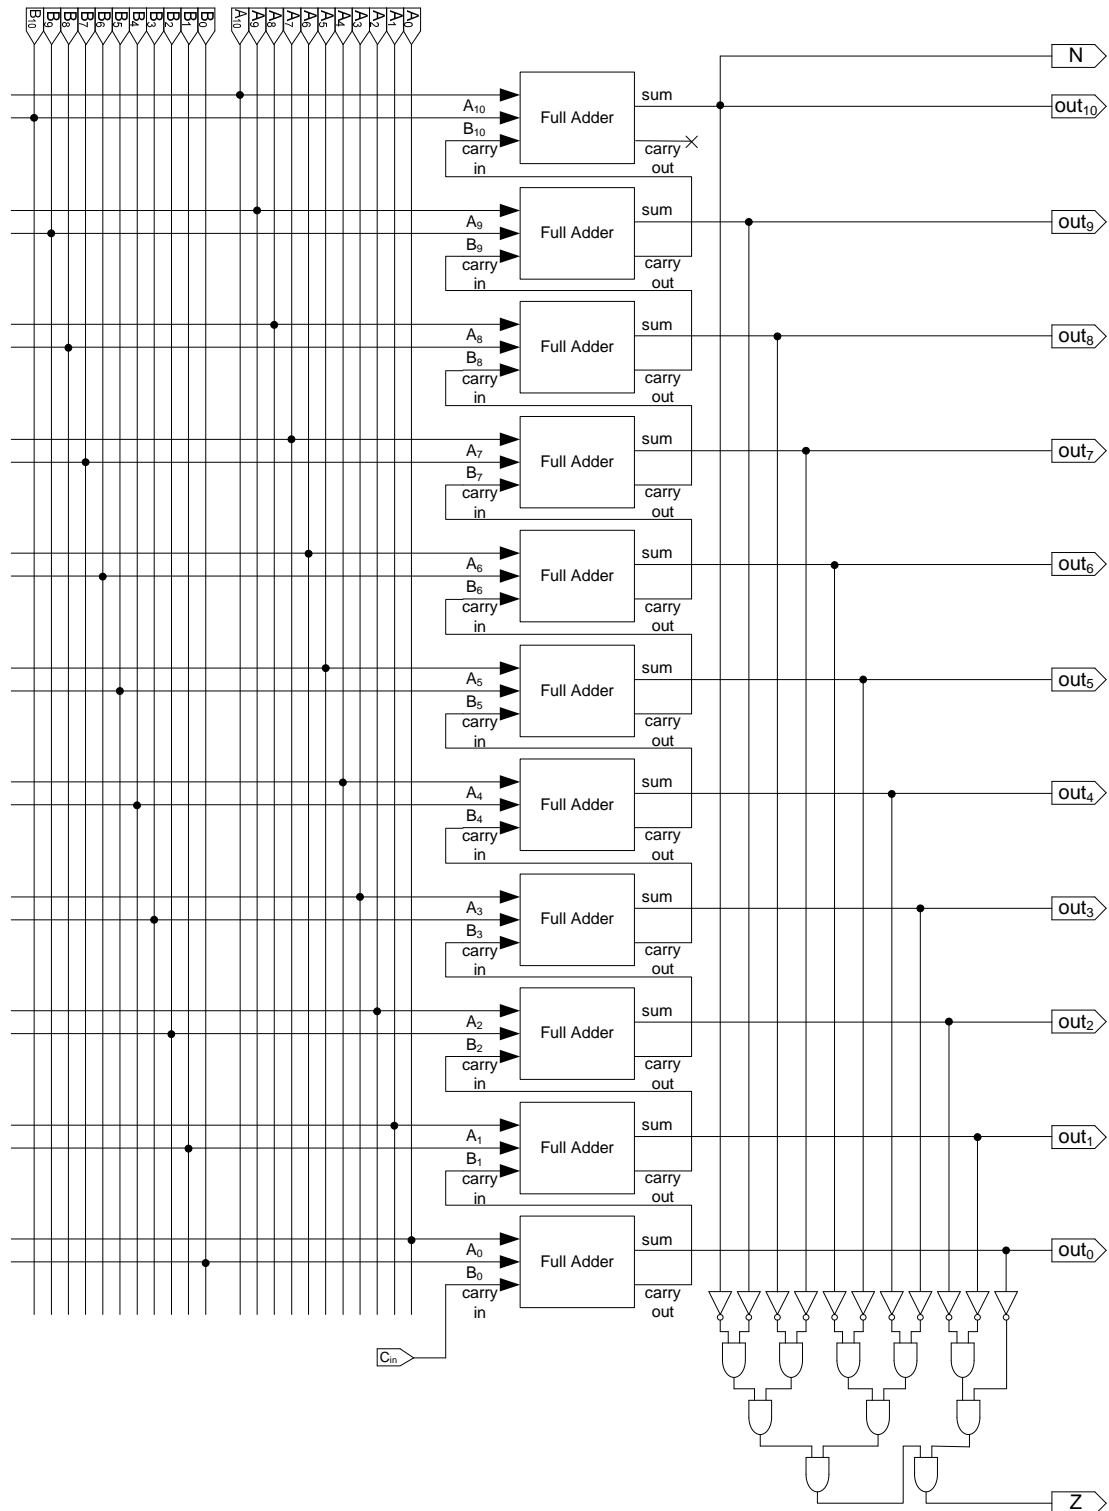 B10 B9 B8 B7 B6 B5 B4 B3 B2 B1 B0 A10 A9 A8 A7 A6 A5 A4 A3 A2 A1 A0
N
sum
A10
Full Adder
out10
B10
carry in
carry out
sum
A9
Full Adder
out9
B9
carry in
carry out
sum
A8
Full Adder
out8
B8
carry in
carry out
sum
A7
Full Adder
out7
B7
carry in
carry out
sum
A6
Full Adder
out6
B6
carry in
carry out
sum
A5
Full Adder
out5
B5
carry in
carry out
sum
A4
Full Adder
out4
B4
carry in
carry out
sum
A3
Full Adder
out3
B3
carry in
carry out
sum
A2
Full Adder
out2
B2
carry in
carry out
sum
A1
Full Adder
out1
B1
carry in
carry out
sum
A0
Full Adder
out0
B0
carry in
carry out
Cin
Z